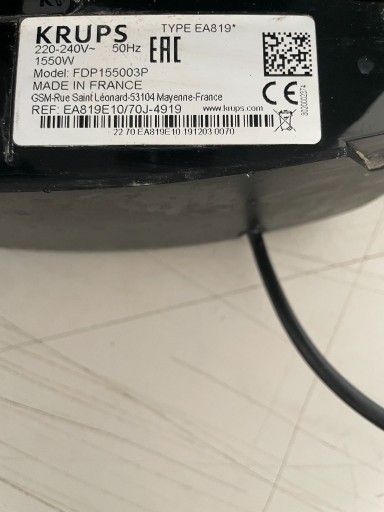 KRUPS TYPE EA819*
220-240V~ 50Hz
1550W
EAC
Model: FDP155003P
MADE IN FRANCE
GSM-Rue Saint Léonard-53104 Mayenne-France
REF: EA819E10/70J-4919 www.krups.com
22 70 EA819E10 191203 0070